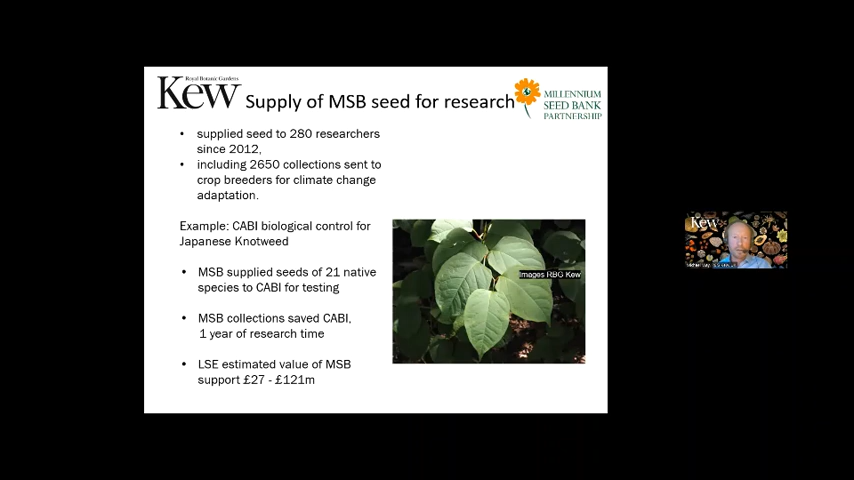 Royal Botanic Gardens
Kew
Supply of MSB seed for research
MILLENNIUM
SEED BANK
PARTNERSHIP
• supplied seed to 280 researchers
since 2012,
• including 2650 collections sent to
crop breeders for climate change
adaptation.
Example: CABI biological control for
Japanese Knotweed
• MSB supplied seeds of 21 native
species to CABI for testing
• MSB collections saved CABI,
1 year of research time
• LSE estimated value of MSB
support £27 - £121m
Images RBG Kew
Kew